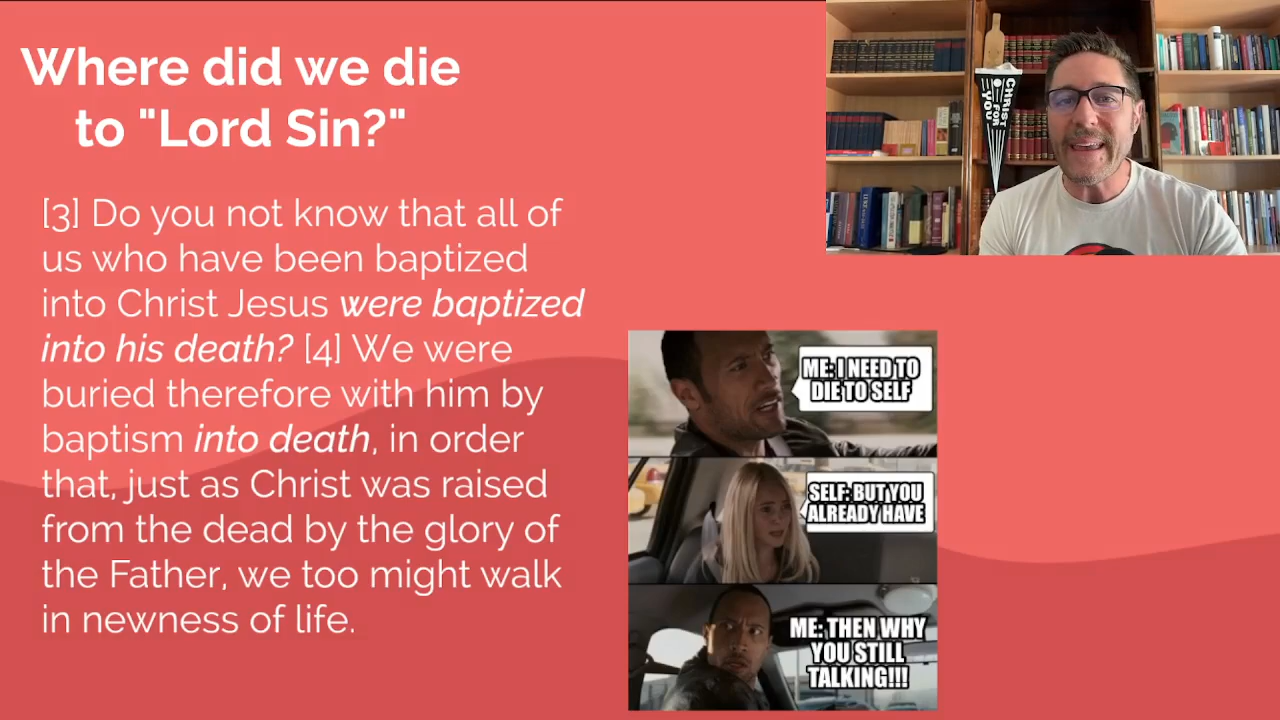 Where did we die
to "Lord Sin?"
[3] Do you not know that all of
us who have been baptized
into Christ Jesus were baptized
into his death? [4] We were
buried therefore with him by
baptism into death, in order
that, just as Christ was raised
from the dead by the glory of
the Father, we too might walk
in newness of life.
CHRIST
FOR
YOU
ME: I NEED TO
DIE TO SELF
SELF: BUT YOU
ALREADY HAVE
ME: THEN WHY
YOU STILL
TALKING!!!